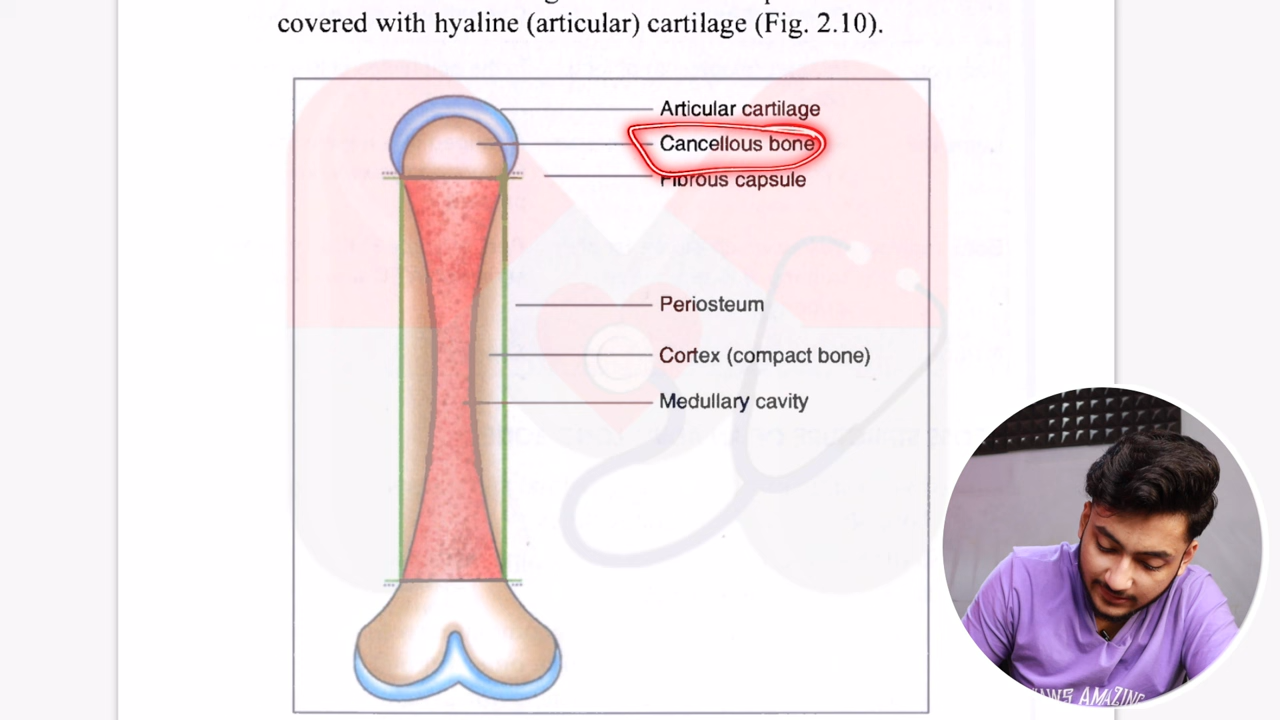 covered with hyaline (articular) cartilage (Fig. 2.10).
Articular cartilage
Cancellous bone
Fibrous capsule
Periosteum
Cortex (compact bone)
Medullary cavity
AMAZING